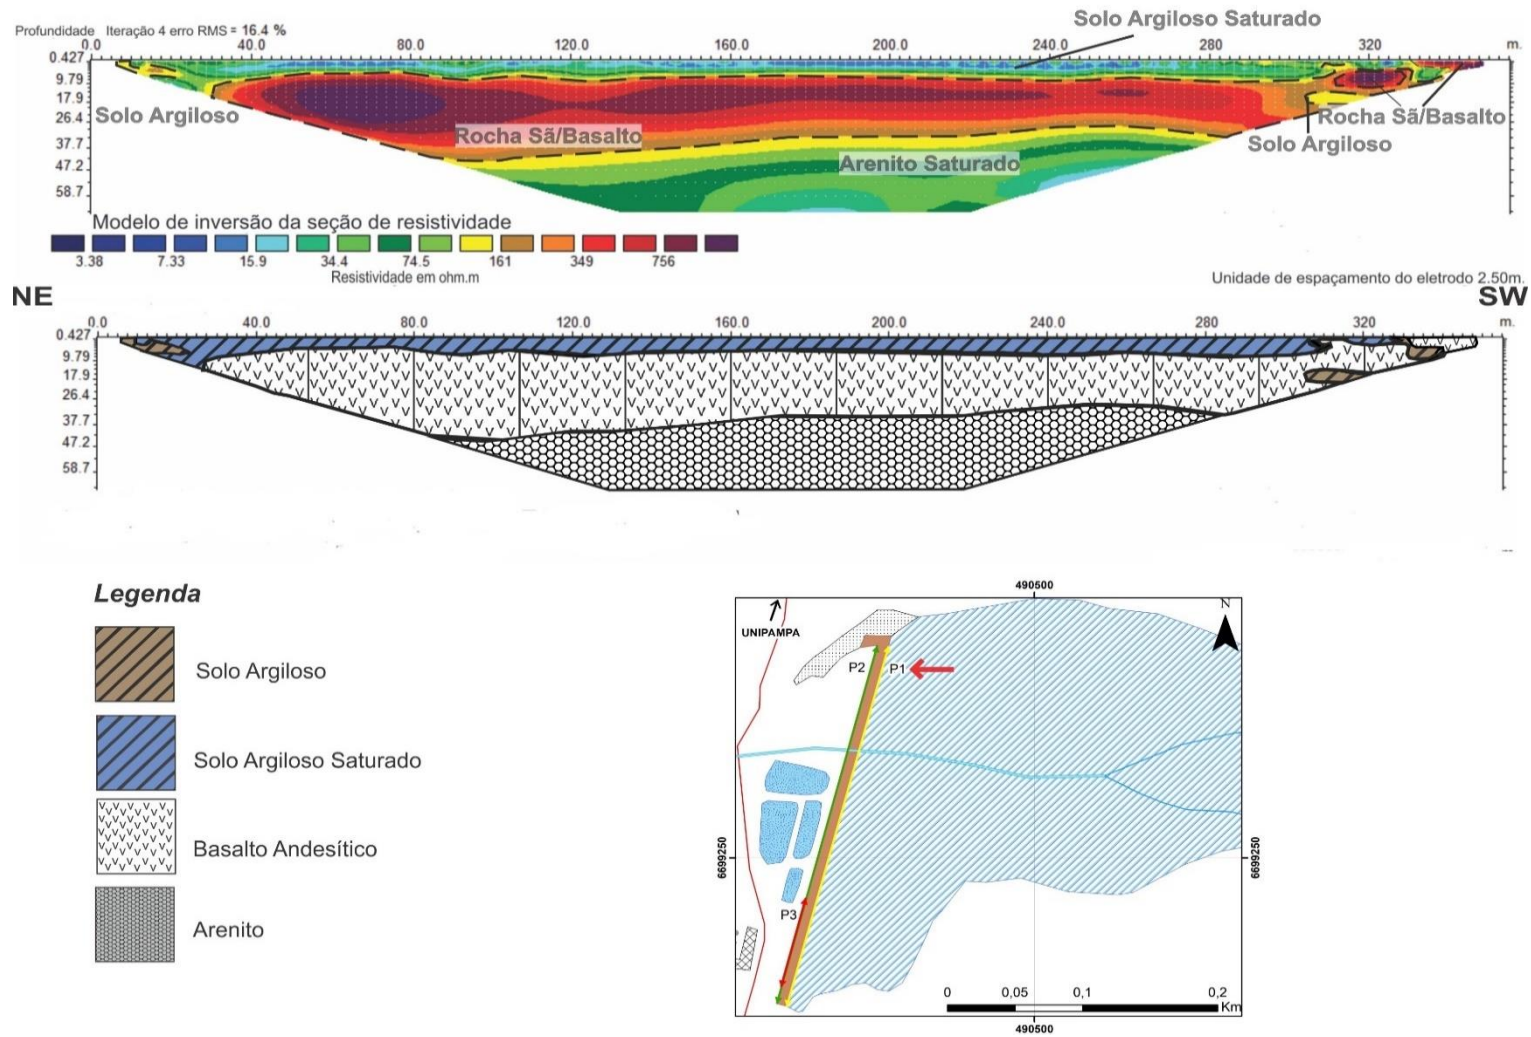 Solo Argiloso Saturado
Profundidade Iteração 4 erro RMS = 16.4 %
0.0 40.0 80.0 120.0 160.0 200.0 240.0 280 320 m.
0.427
9.79
17.9
26.4
37.7
47.2
58.7
Solo Argiloso
Rocha Sã/Basalto
Arenito Saturado
Rocha Sã/Basalto
Solo Argiloso
Modelo de inversão da seção de resistividade
3.38 7.33 15.9 34.4 74.5 161 349 756
Resistividade em ohm.m
Unidade de espaçamento do eletrodo 2.50m.
NE SW
0.0 40.0 80.0 120.0 160.0 200.0 240.0 280 320 m.
0.427
9.79
17.9
26.4
37.7
47.2
58.7
Legenda
Solo Argiloso
Solo Argiloso Saturado
Basalto Andesítico
Arenito
490500
UNIPAMPA
N
P2 P1
6699250 6699250
P3
0 0,05 0,1 0,2
Km
490500